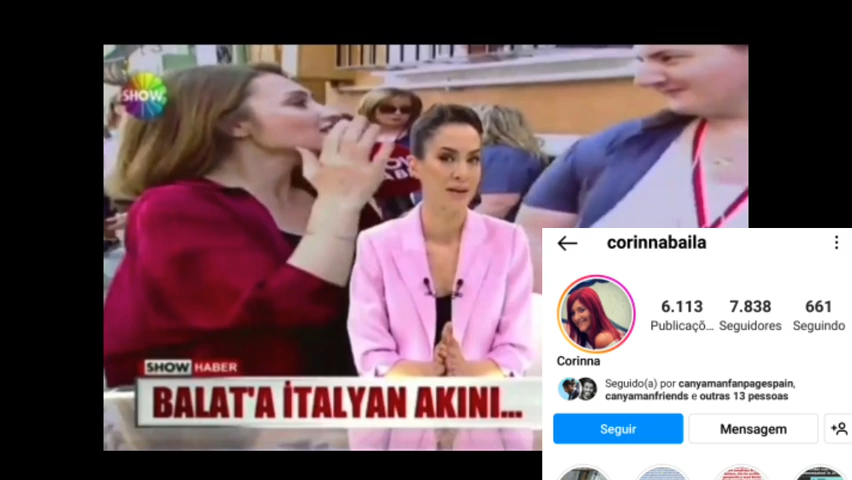 SHOW
SHOW HABER
BALAT'A İTALYAN AKINI...
corinnabaila
6.113 7.838 661
Publicaçõ... Seguidores Seguindo
Corinna
Seguido(a) por canyamanfanpagespain,
canyamanfriends e outras 13 pessoas
Seguir Mensagem